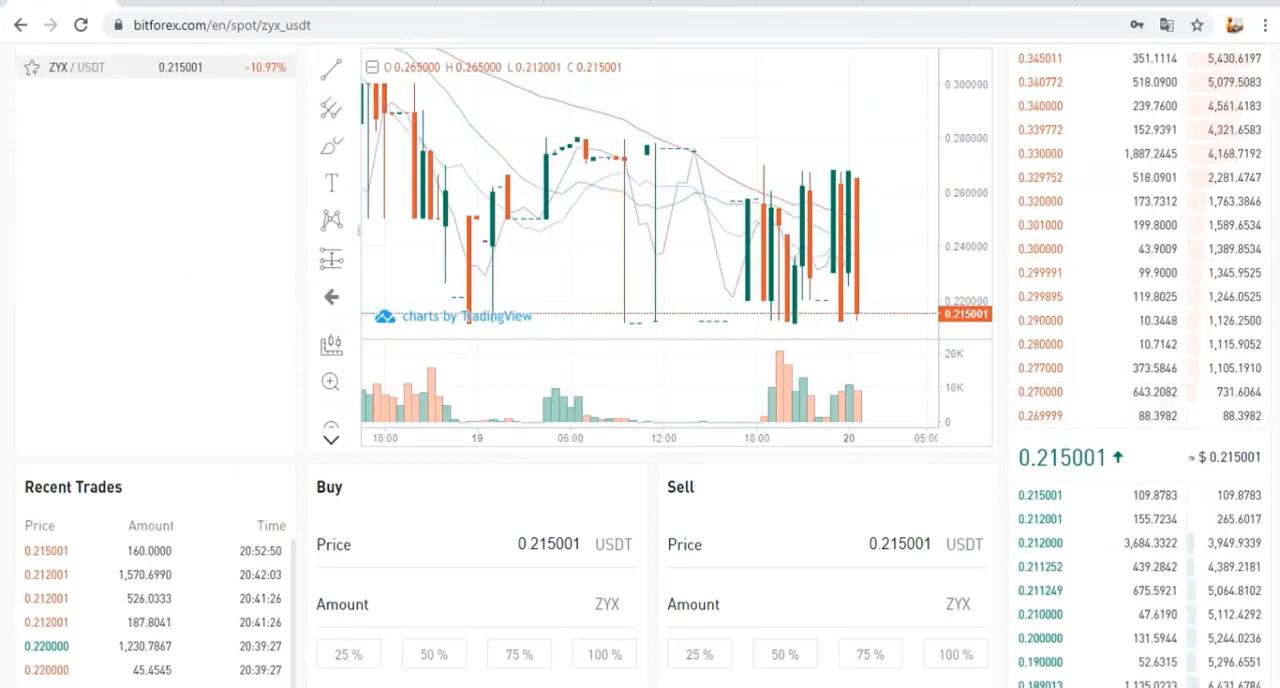 bitforex.com/en/spot/zyx_usdt
ZYX / USDT 0.215001 -10.97%
O 0.265000 H 0.265000 L 0.212001 C 0.215001
0.300000
0.280000
0.260000
0.240000
0.220000
0.215001
charts by TradingView
20K
10K
0
18:00 19 06:00 12:00 18:00 20 05:00
Recent Trades
Price Amount Time
0.215001 160.0000 20:52:50
0.212001 1,570.6990 20:42:03
0.212001 526.0333 20:41:26
0.212001 187.8041 20:41:26
0.220000 1,230.7867 20:39:27
0.220000 45.4545 20:39:27
Buy
Price 0.215001 USDT
Amount ZYX
25 % 50 % 75 % 100 %
Sell
Price 0.215001 USDT
Amount ZYX
25 % 50 % 75 % 100 %
0.345011 351.1114 5,430.6197
0.340772 518.0900 5,079.5083
0.340000 239.7600 4,561.4183
0.339772 152.9391 4,321.6583
0.330000 1,887.2445 4,168.7192
0.329752 518.0901 2,281.4747
0.320000 173.7312 1,763.3846
0.301000 199.8000 1,589.6534
0.300000 43.9009 1,389.8534
0.299991 99.9000 1,345.9525
0.299895 119.8025 1,246.0525
0.290000 10.3448 1,126.2500
0.280000 10.7142 1,115.9052
0.277000 373.5846 1,105.1910
0.270000 643.2082 731.6064
0.269999 88.3982 88.3982
0.215001 ↑ ≈ $ 0.215001
0.215001 109.8783 109.8783
0.212001 155.7234 265.6017
0.212000 3,684.3322 3,949.9339
0.211252 439.2842 4,389.2181
0.211249 675.5921 5,064.8102
0.210000 47.6190 5,112.4292
0.200000 131.5944 5,244.0236
0.190000 52.6315 5,296.6551
0.189013 1,135.0233 6,431.6784